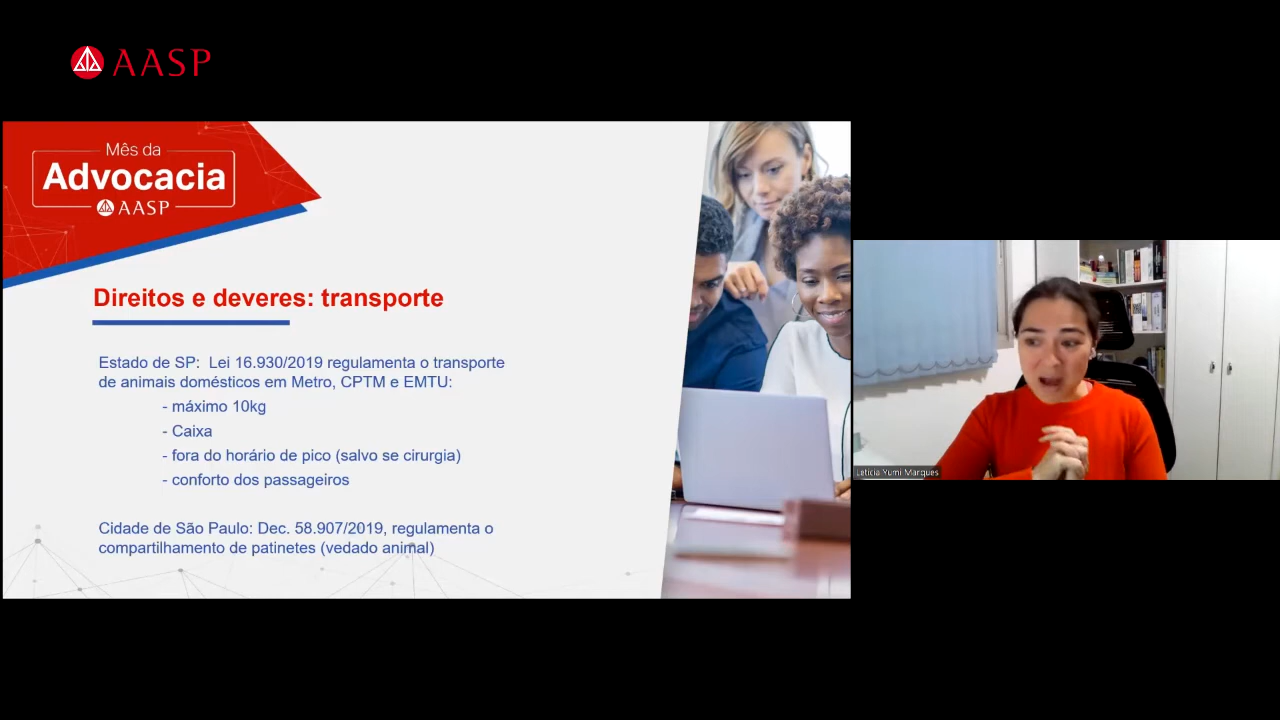 AASP
Mês da
Advocacia
AASP
Direitos e deveres: transporte
Estado de SP: Lei 16.930/2019 regulamenta o transporte
de animais domésticos em Metro, CPTM e EMTU:
- máximo 10kg
- Caixa
- fora do horário de pico (salvo se cirurgia)
- conforto dos passageiros
Cidade de São Paulo: Dec. 58.907/2019, regulamenta o
compartilhamento de patinetes (vedado animal)
Leticia Yumi Marques